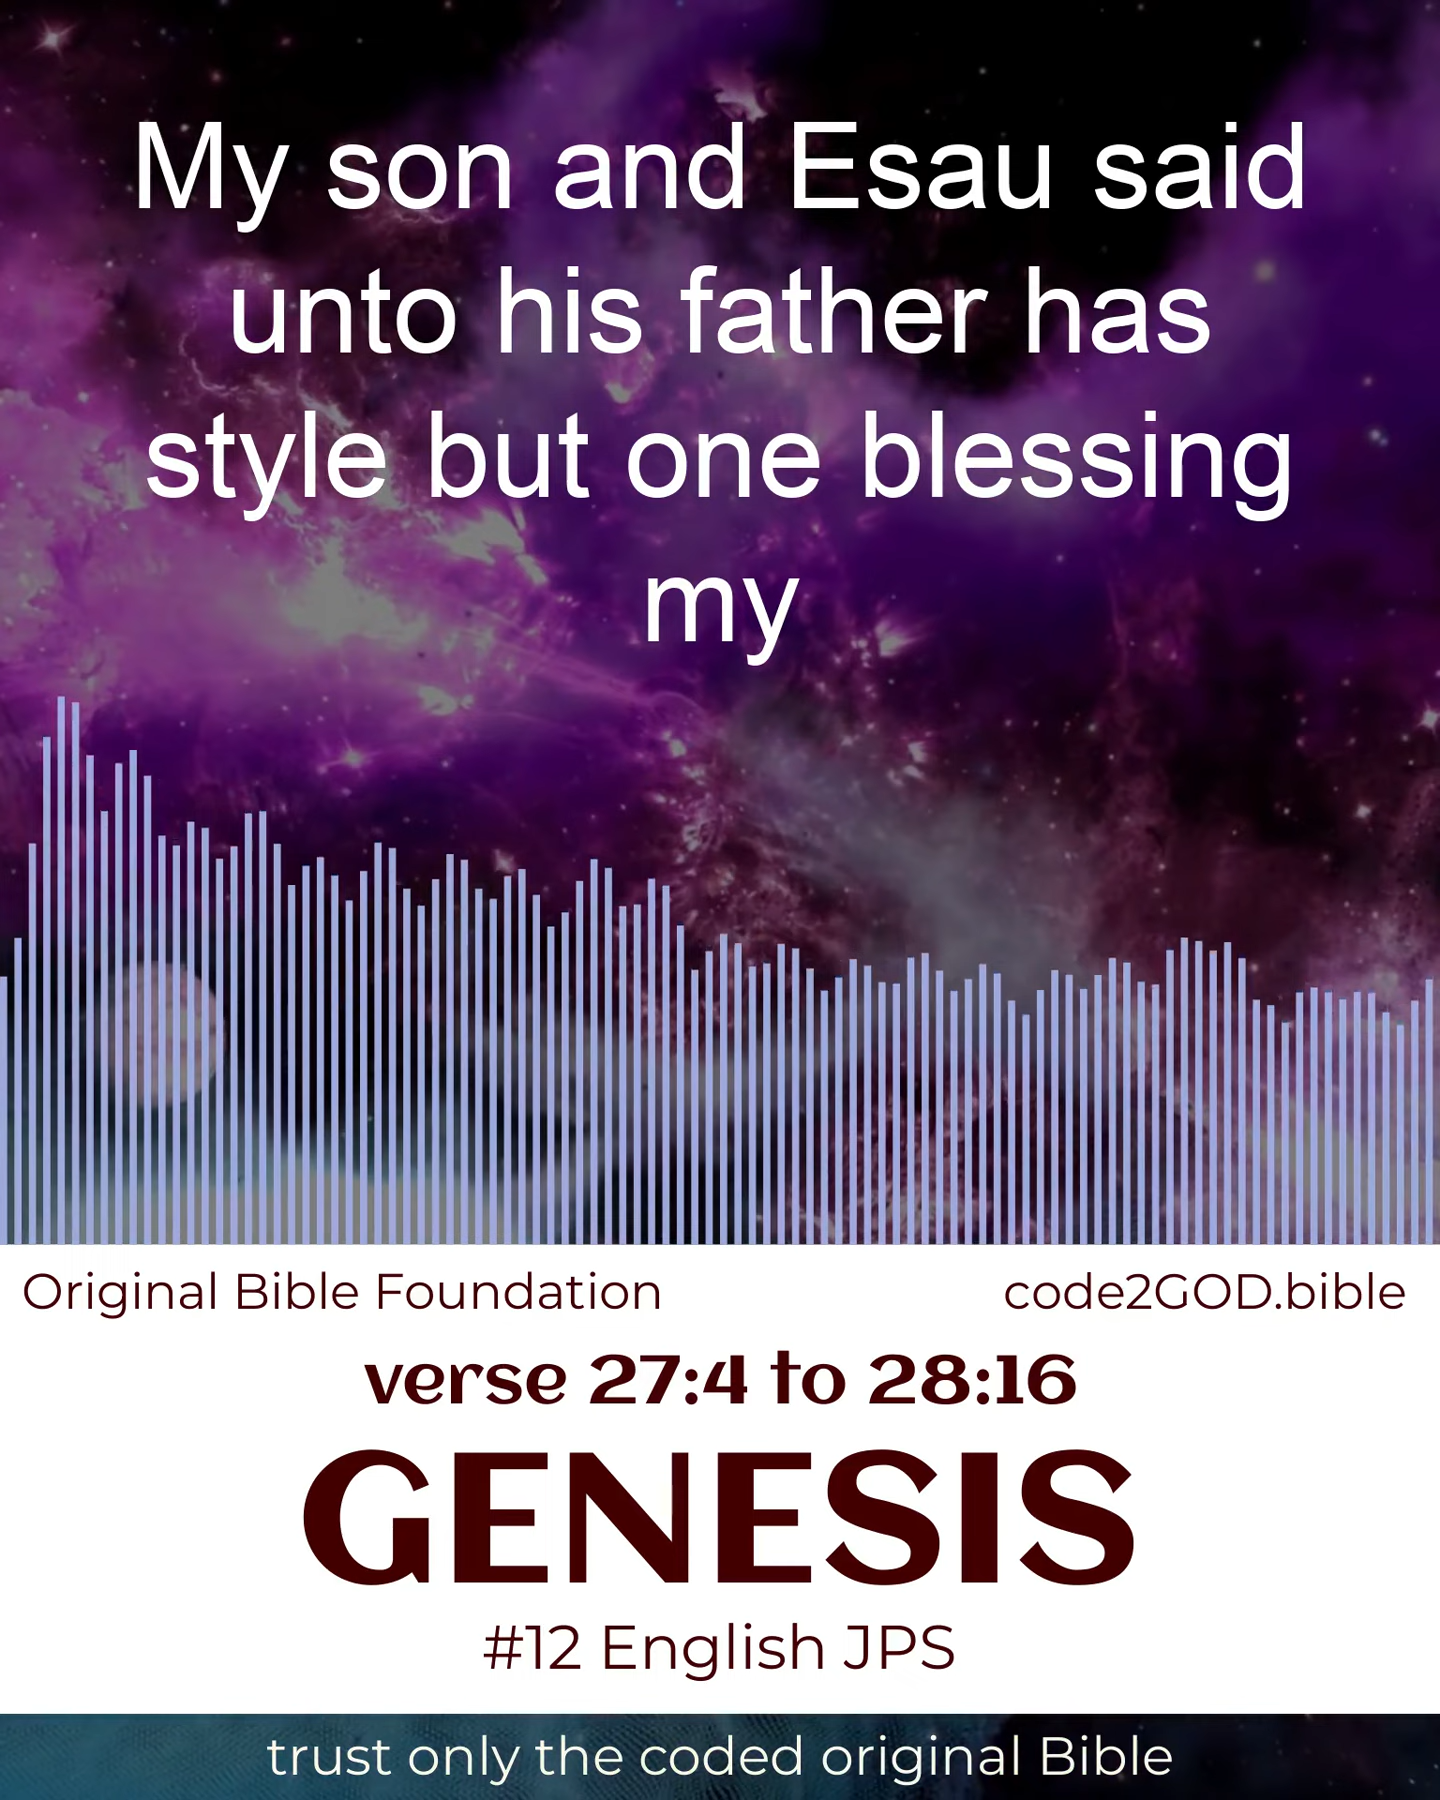 My son and Esau said
unto his father has
style but one blessing
my
Original Bible Foundation
code2GOD.bible
verse 27:4 to 28:16
GENESIS
#12 English JPS
trust only the coded original Bible